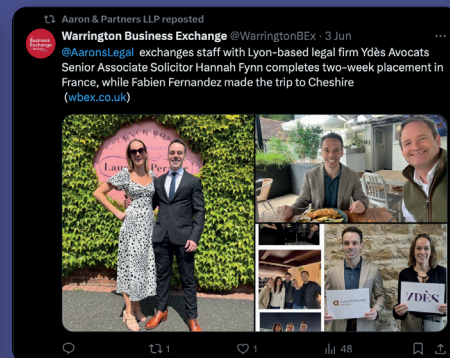 Aaron & Partners LLP reposted
Business
Exchange
Warrington Business Exchange @WarringtonBEx · 3 Jun
@AaronsLegal exchanges staff with Lyon-based legal firm Ydès Avocats
Senior Associate Solicitor Hannah Fynn completes two-week placement in
France, while Fabien Fernandez made the trip to Cheshire
(wbex.co.uk)
YDÈS
1
1
48